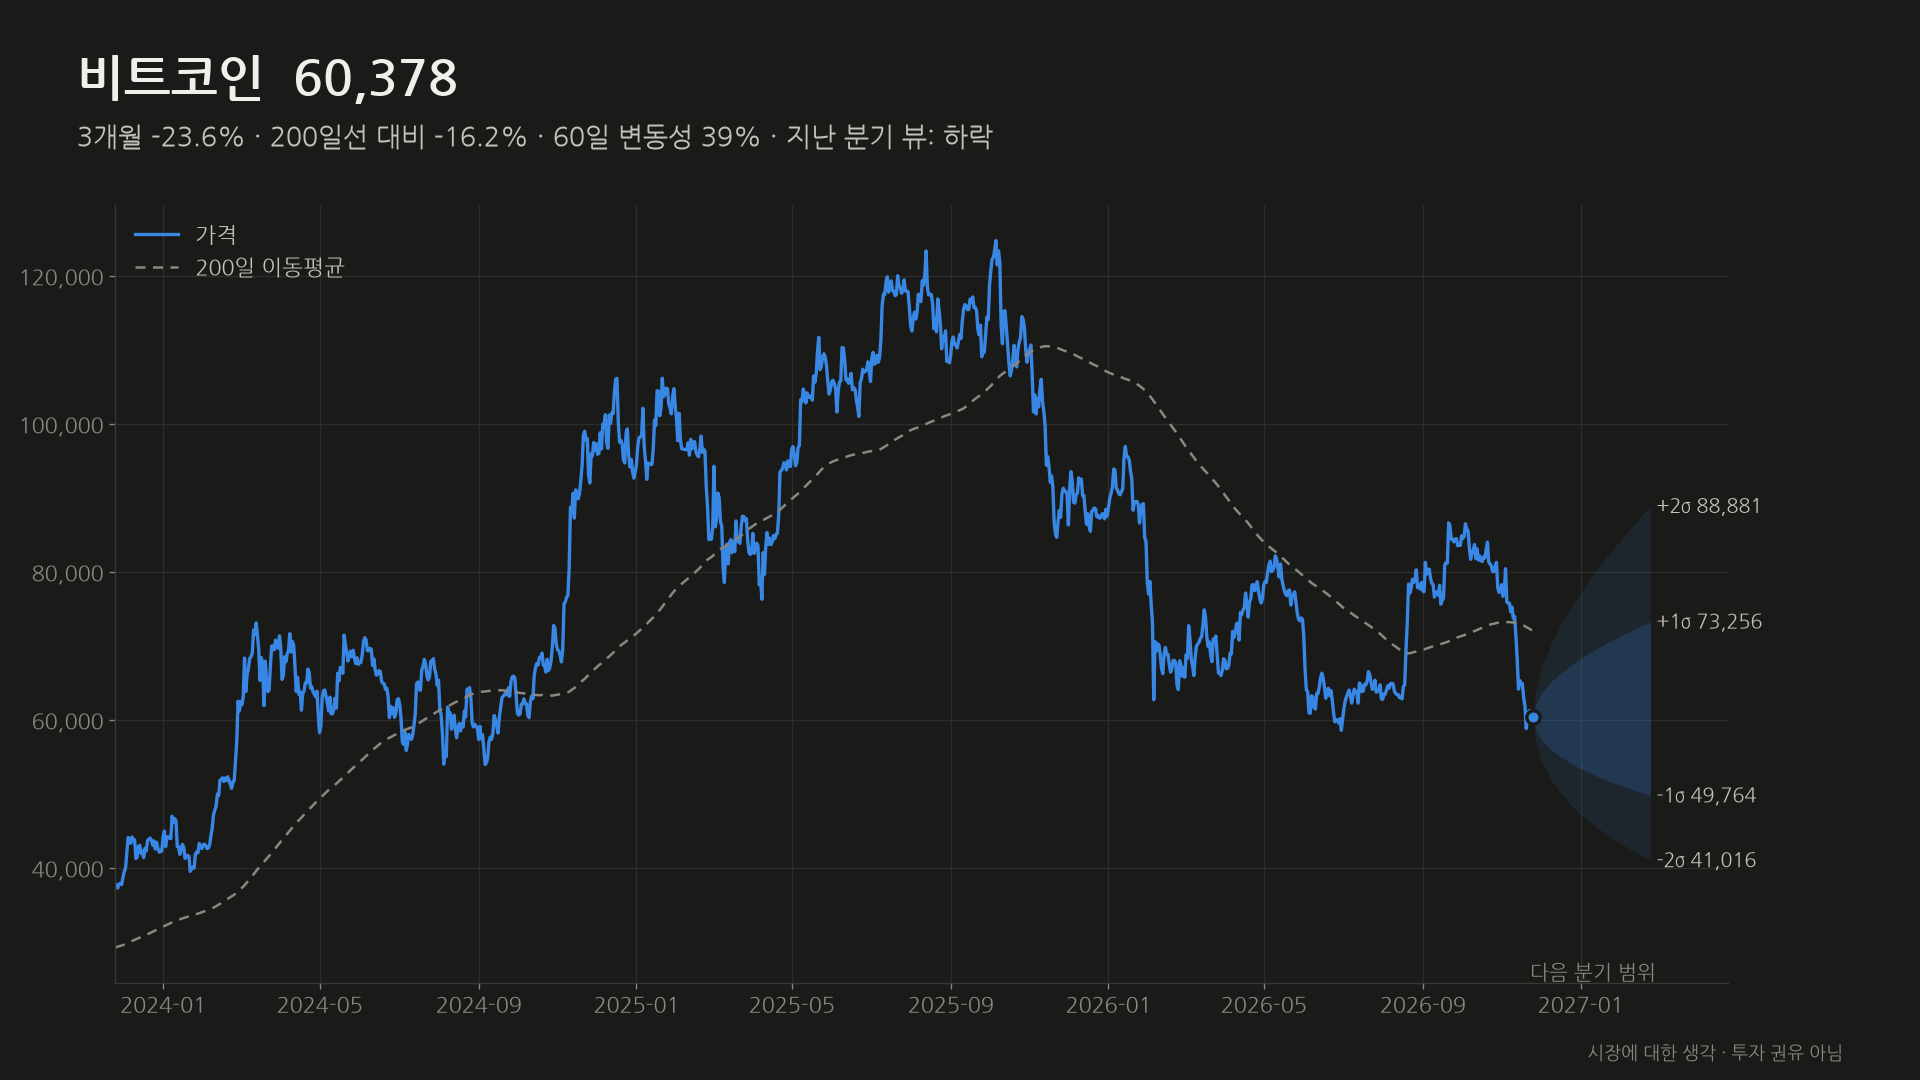 비트코인 60,378
3개월 -23.6% · 200일선 대비 -16.2% · 60일 변동성 39% · 지난 분기 뷰: 하락
가격
200일 이동평균
120,000
100,000
80,000
60,000
40,000
+2σ 88,881
+1σ 73,256
-1σ 49,764
-2σ 41,016
다음 분기 범위
2024-01 2024-05 2024-09 2025-01 2025-05 2025-09 2026-01 2026-05 2026-09 2027-01
시장에 대한 생각 · 투자 권유 아님